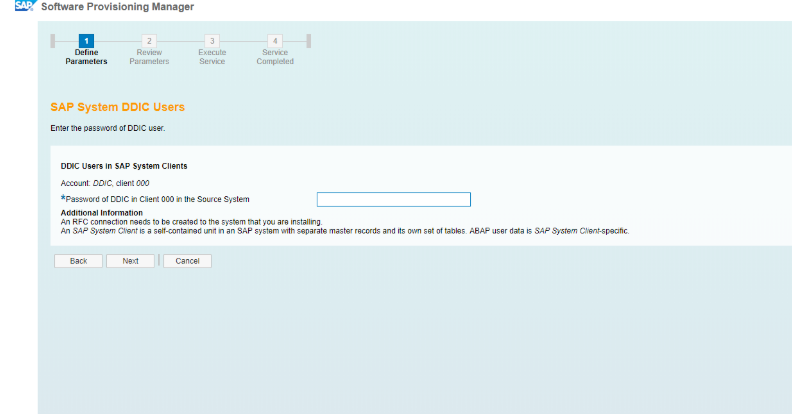 SAP Software Provisioning Manager
1 2 3 4
Define Parameters Review Parameters Execute Service Service Completed
SAP System DDIC Users
Enter the password of DDIC user.
DDIC Users in SAP System Clients
Account: DDIC, client 000
*Password of DDIC in Client 000 in the Source System
Additional Information
An RFC connection needs to be created to the system that you are installing.
An SAP System Client is a self-contained unit in an SAP system with separate master records and its own set of tables. ABAP user data is SAP System Client-specific.
Back Next Cancel